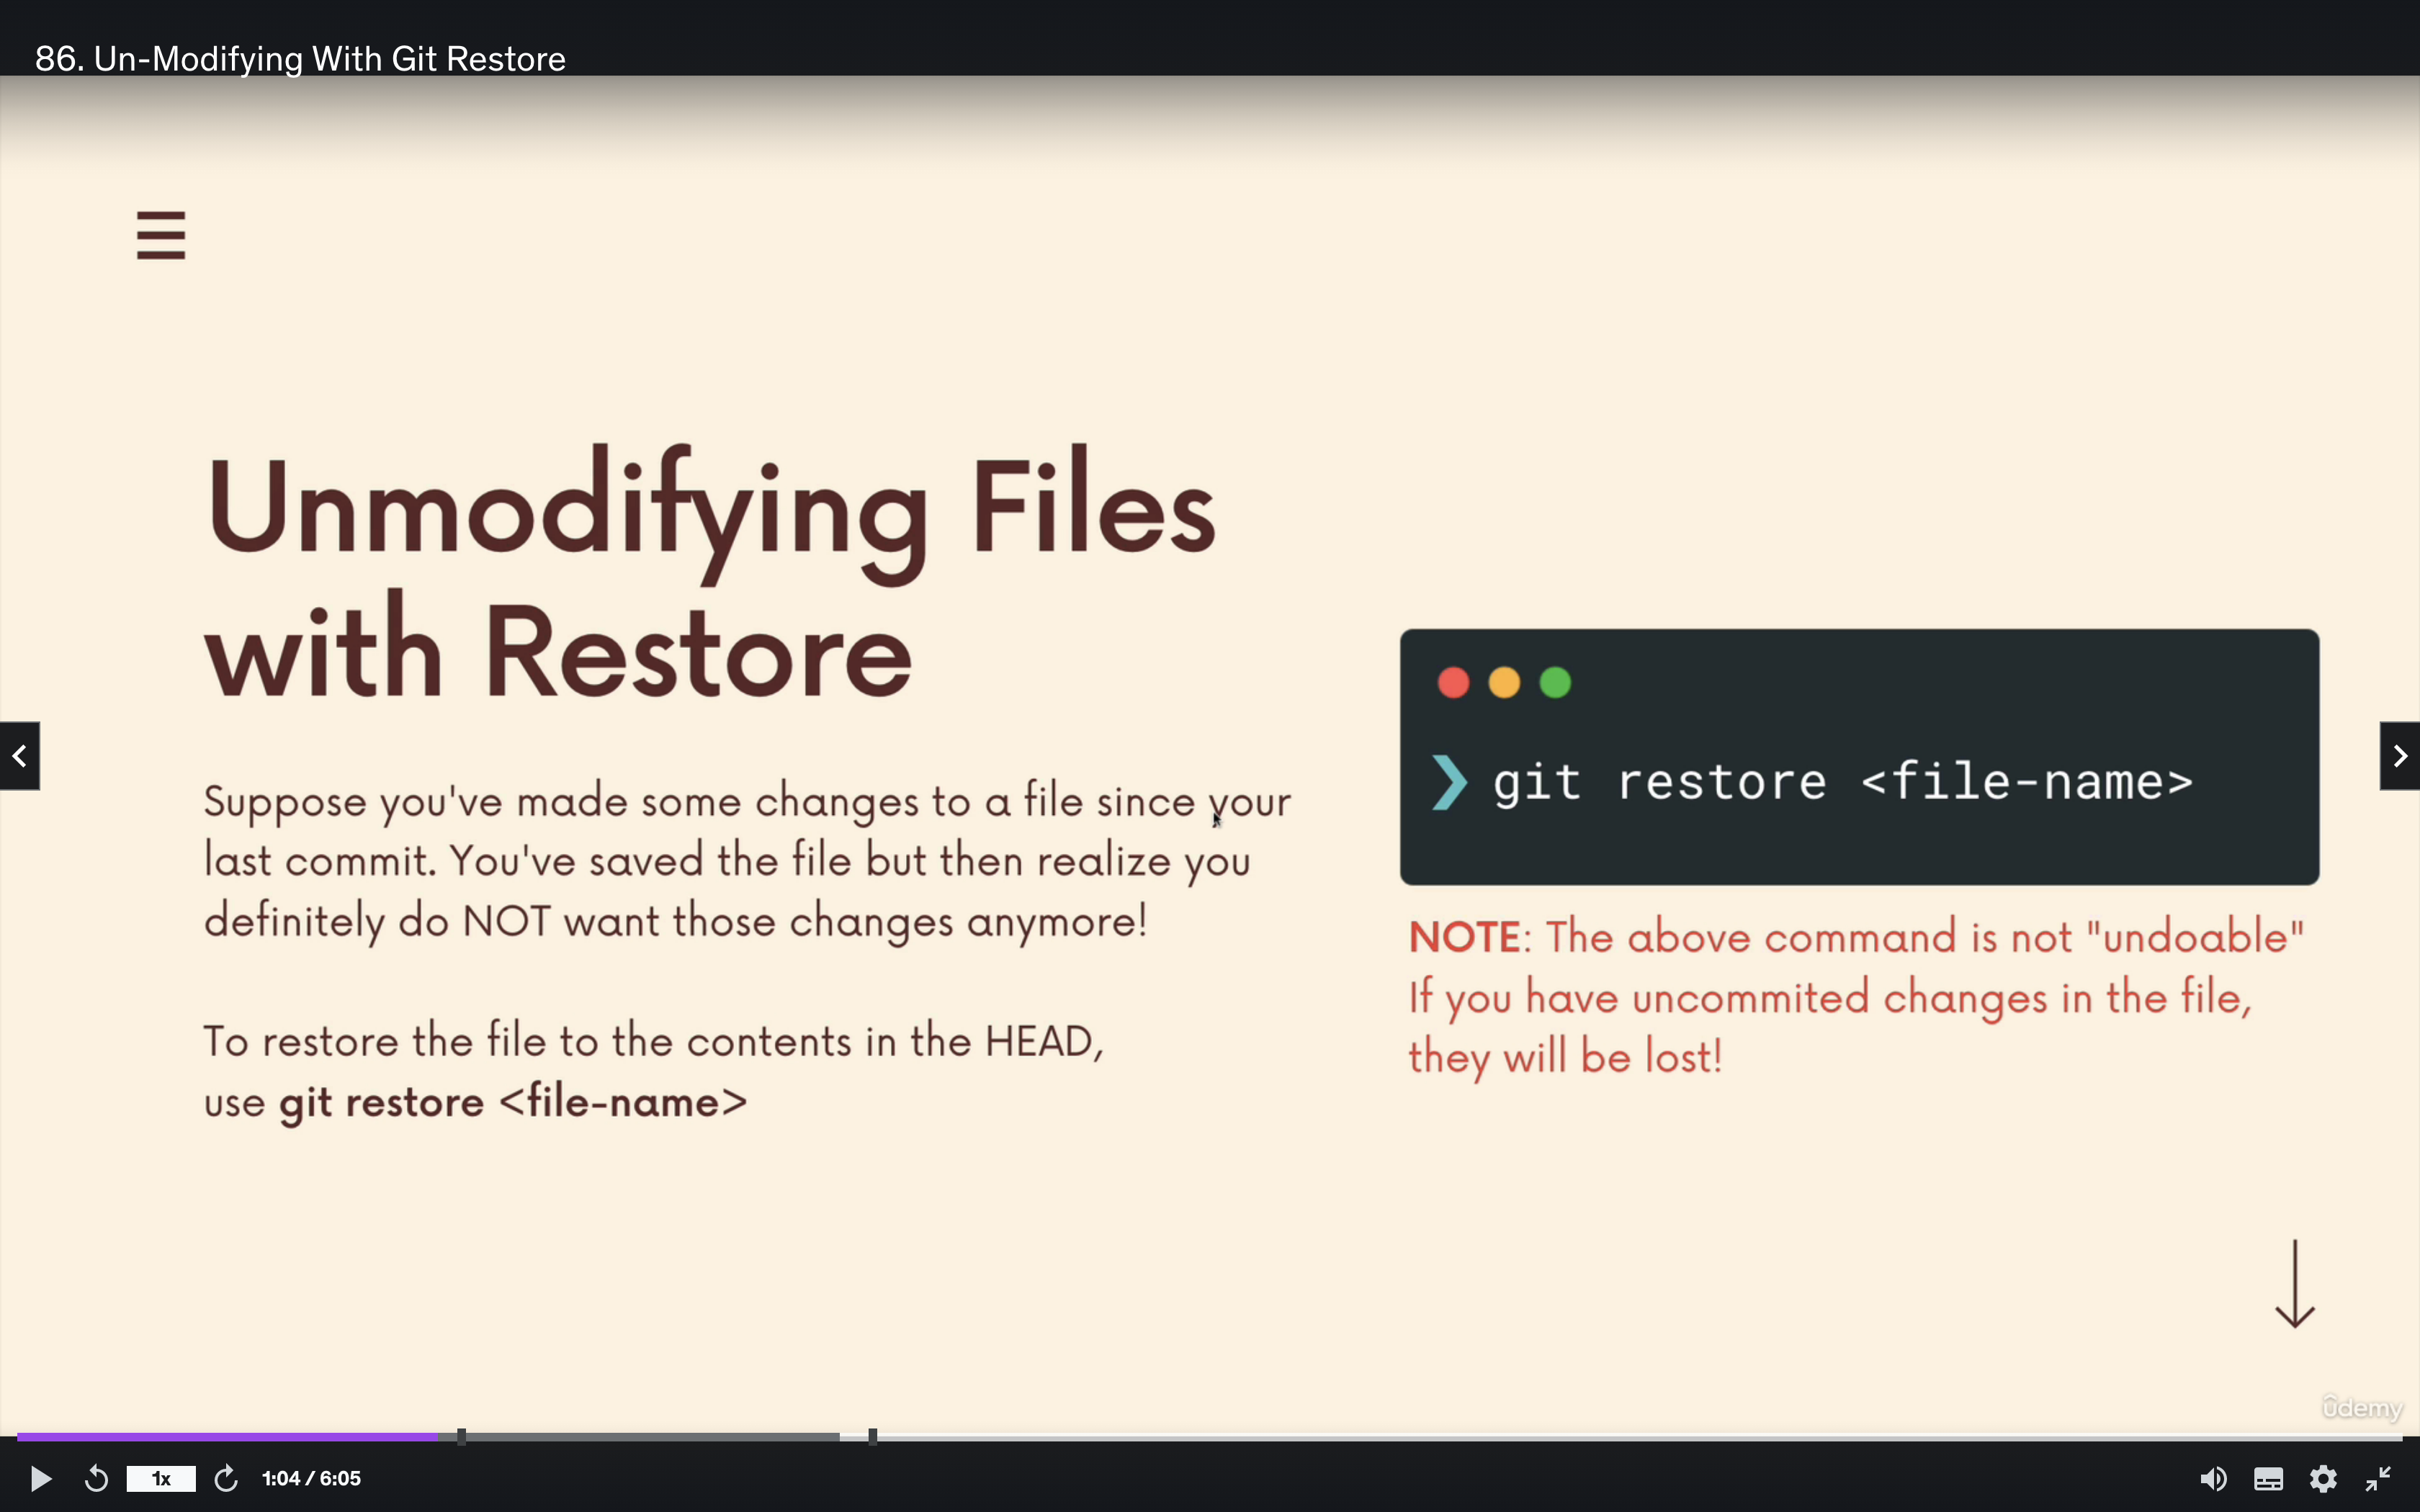 86. Un-Modifying With Git Restore
Unmodifying Files
with Restore
Suppose you've made some changes to a file since your
last commit. You've saved the file but then realize you
definitely do NOT want those changes anymore!
To restore the file to the contents in the HEAD,
use git restore <file-name>
❯ git restore <file-name>
NOTE: The above command is not "undoable"
If you have uncommited changes in the file,
they will be lost!
ûdemy
1x
1:04 / 6:05